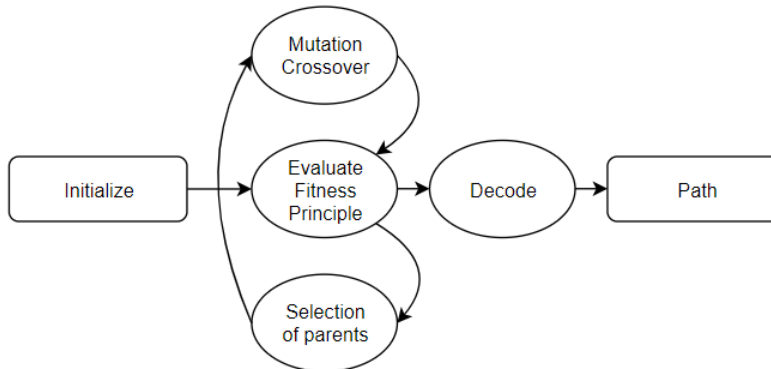 Mutation
Crossover
Initialize
Evaluate
Fitness
Principle
Decode
Path
Selection
of parents